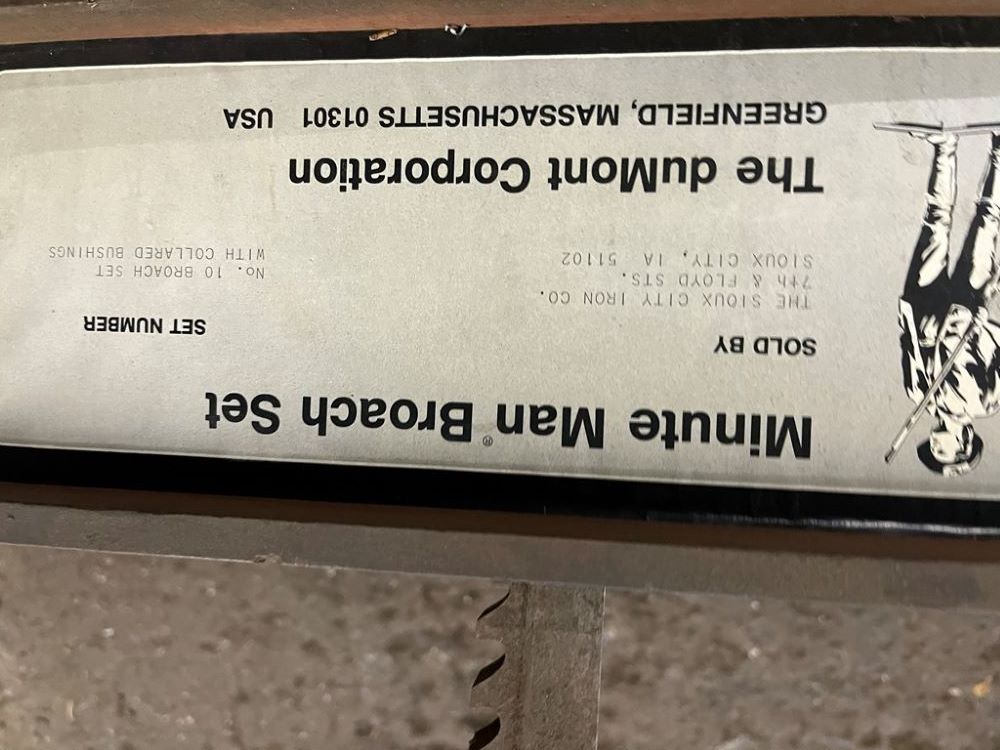 Minute Man® Broach Set
SOLD BY
THE SIOUX CITY IRON CO.
7th & FLOYD STS.
SIOUX CITY, IA 51102
SET NUMBER
No. 10 BROACH SET
WITH COLLARED BUSHINGS
The duMont Corporation
GREENFIELD, MASSACHUSETTS 01301 USA